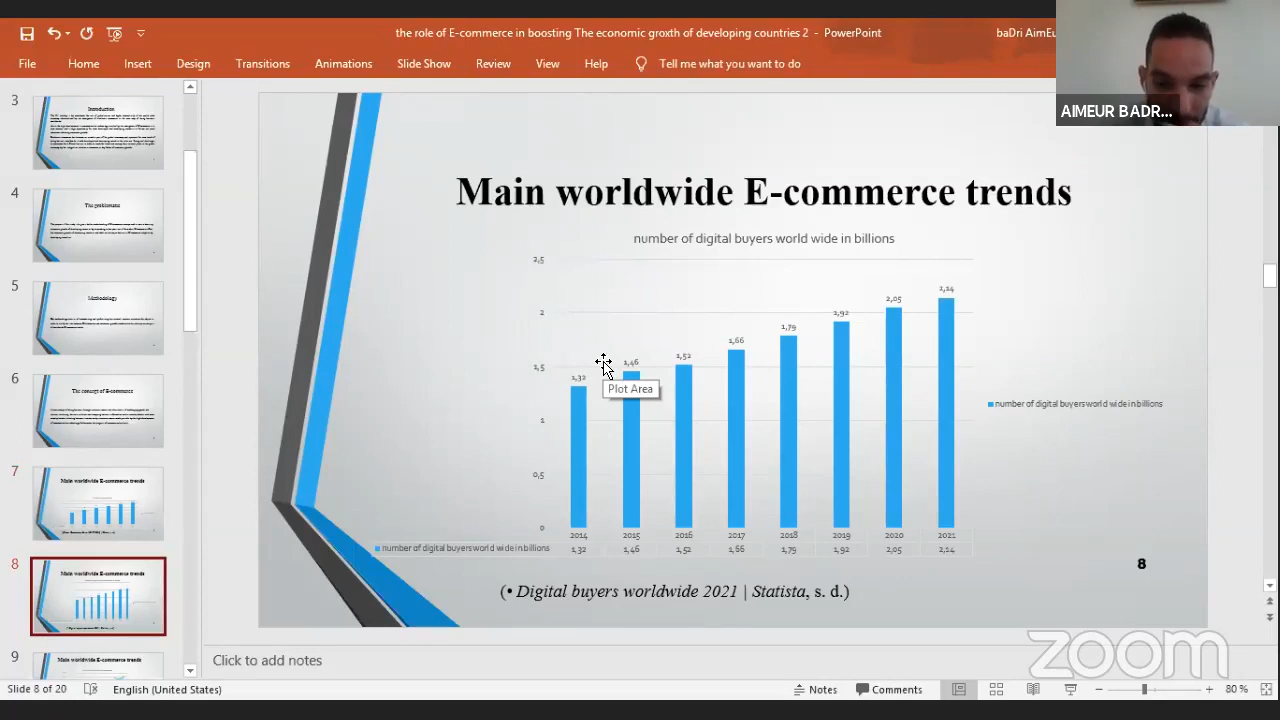 the role of E-commerce in boosting The economic groxth of developing countries 2 - PowerPoint
baDri AimEu
File Home Insert Design Transitions Animations Slide Show Review View Help Tell me what you want to do
AIMEUR BADR...
3
Introduction
4
The problematic
5
Methodology
6
The concept of E-commerce
7
Main worldwide E-commerce trends
8
Main worldwide E-commerce trends
9
Main worldwide E-commerce trends
Main worldwide E-commerce trends
number of digital buyers world wide in billions
2,5
2
1,5
1
0,5
0
1,32 1,46 1,52 1,66 1,79 1,92 2,05 2,14
Plot Area
number of digital buyers world wide in billions
2014 2015 2016 2017 2018 2019 2020 2021
number of digital buyers world wide in billions 1,32 1,46 1,52 1,66 1,79 1,92 2,05 2,14
8
(• Digital buyers worldwide 2021 | Statista, s. d.)
Click to add notes
zoom
Slide 8 of 20 English (United States) Notes Comments 80 %